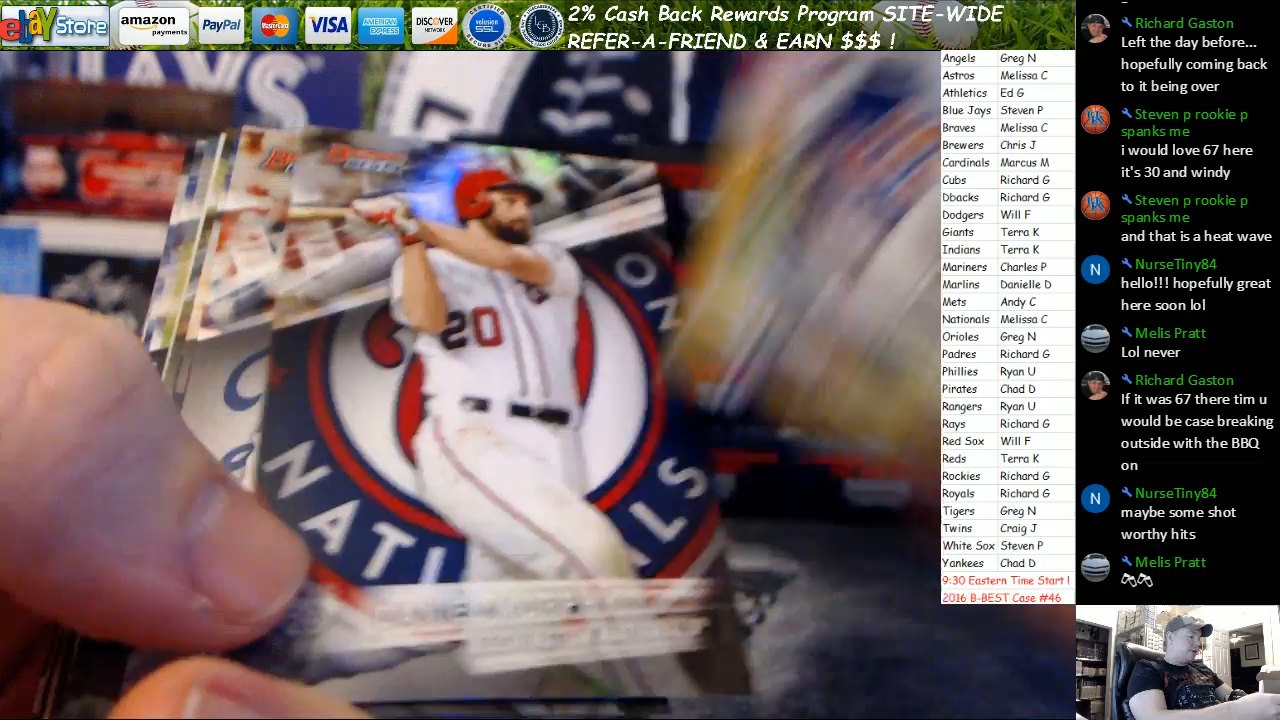 ebay Store
amazon payments
PayPal
MasterCard
VISA
AMERICAN EXPRESS
DISCOVER NETWORK
volusion SSL
2% Cash Back Rewards Program SITE-WIDE
REFER-A-FRIEND & EARN $$$ !
20
NATIONALS
Angels Greg N
Astros Melissa C
Athletics Ed G
Blue Jays Steven P
Braves Melissa C
Brewers Chris J
Cardinals Marcus M
Cubs Richard G
Dbacks Richard G
Dodgers Will F
Giants Terra K
Indians Terra K
Mariners Charles P
Marlins Danielle D
Mets Andy C
Nationals Melissa C
Orioles Greg N
Padres Richard G
Phillies Ryan U
Pirates Chad D
Rangers Ryan U
Rays Richard G
Red Sox Will F
Reds Terra K
Rockies Richard G
Royals Richard G
Tigers Greg N
Twins Craig J
White Sox Steven P
Yankees Chad D
9:30 Eastern Time Start !
2016 B-BEST Case #46
Richard Gaston
Left the day before...
hopefully coming back
to it being over
Steven p rookie p
spanks me
i would love 67 here
it's 30 and windy
Steven p rookie p
spanks me
and that is a heat wave
N
NurseTiny84
hello!!! hopefully great
here soon lol
Melis Pratt
Lol never
Richard Gaston
If it was 67 there tim u
would be case breaking
outside with the BBQ
on
N
NurseTiny84
maybe some shot
worthy hits
Melis Pratt